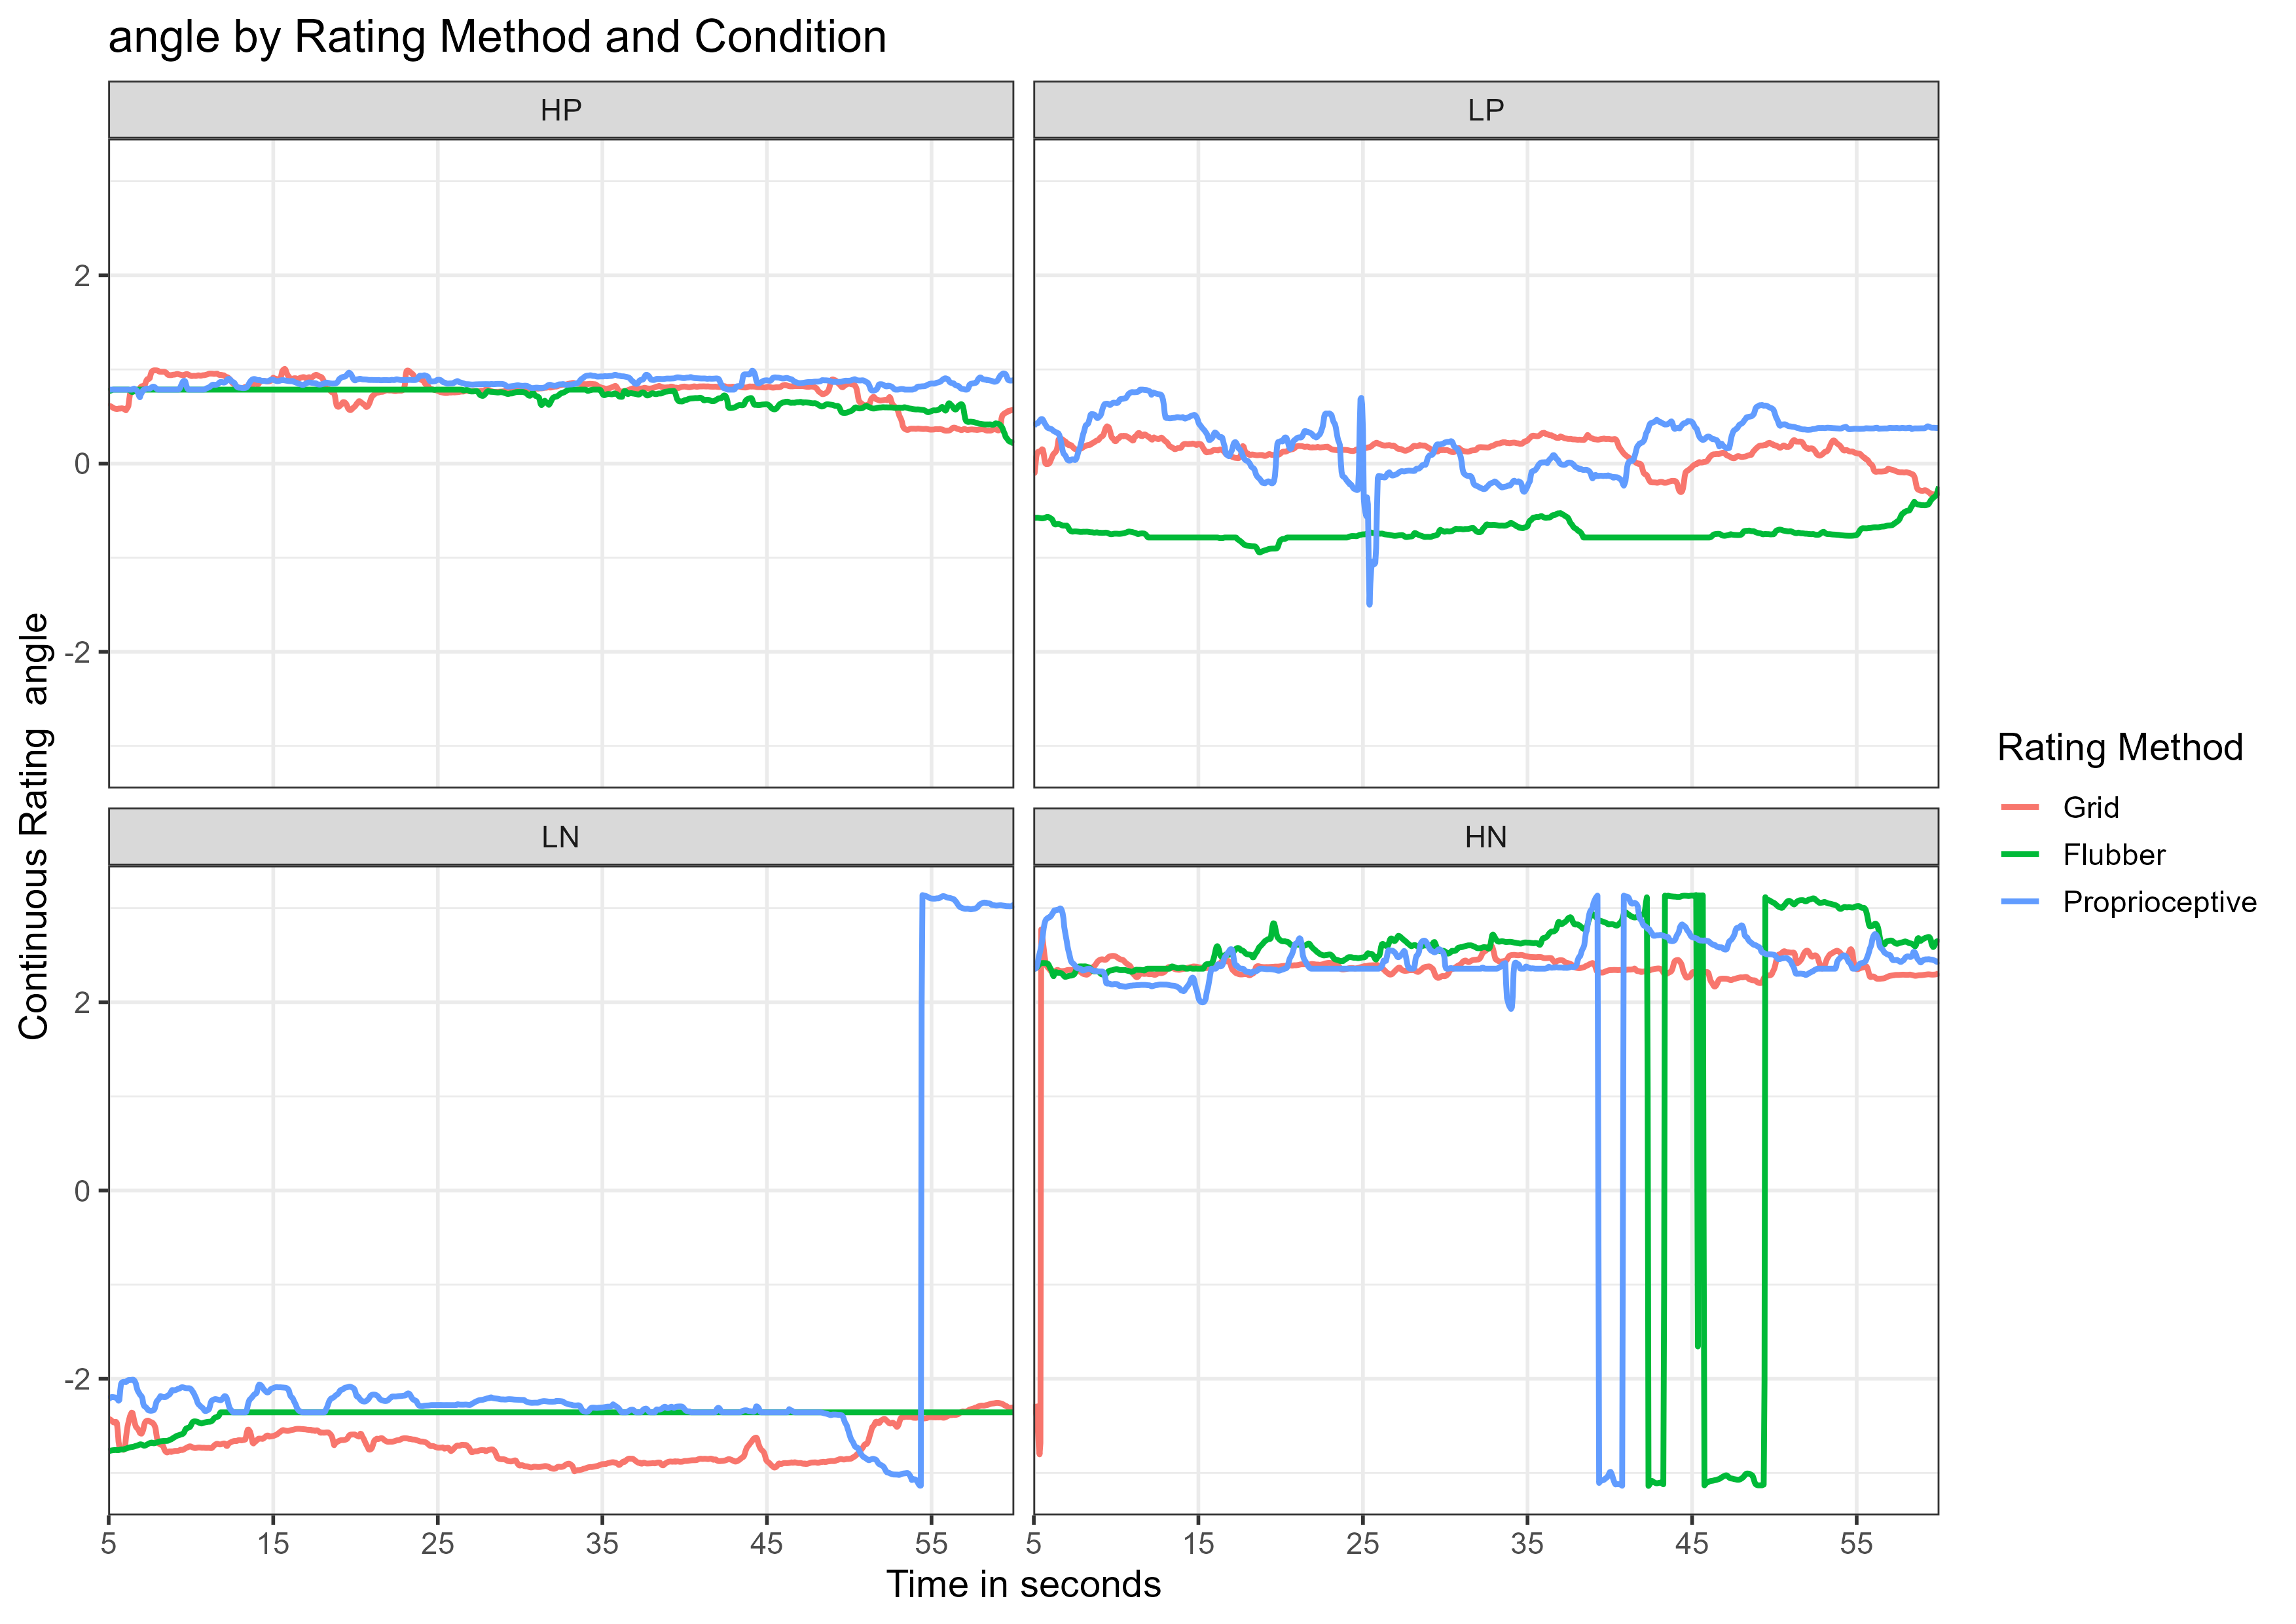 angle by Rating Method and Condition
HP
LP
2
0
-2
LN
HN
2
0
-2
5
15
25
35
45
55
5
15
25
35
45
55
Time in seconds
Continuous Rating angle
Rating Method
Grid
Flubber
Proprioceptive